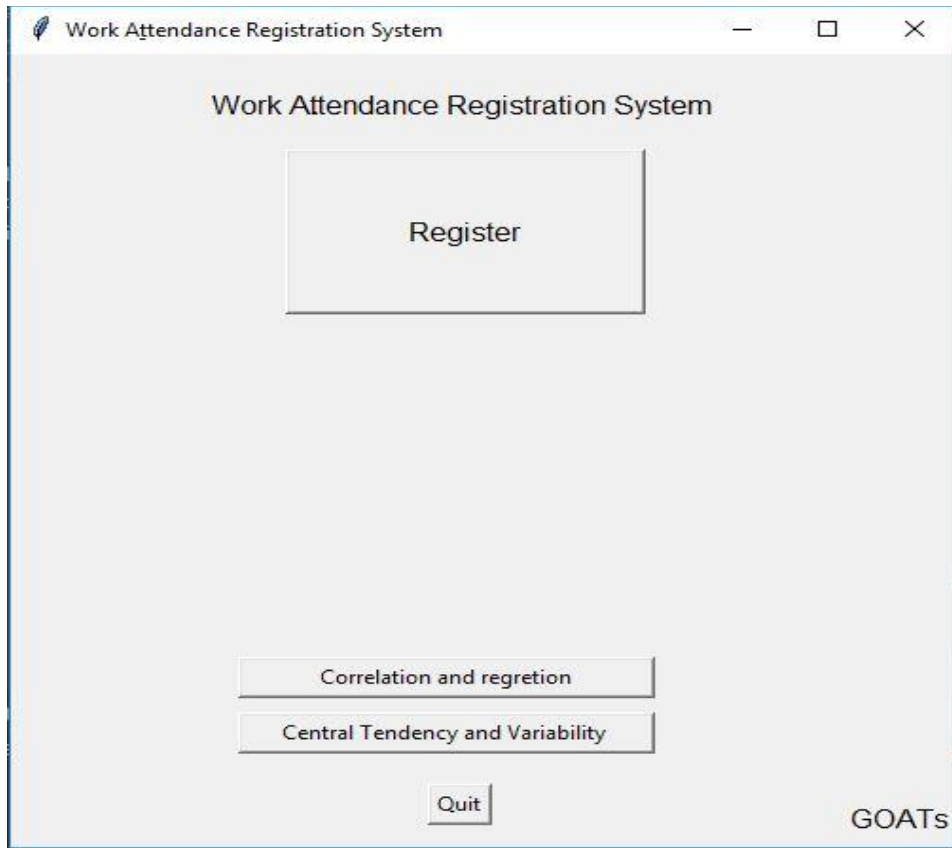 Work Attendance Registration System
Work Attendance Registration System
Register
Correlation and regretion
Central Tendency and Variability
Quit
GOATs